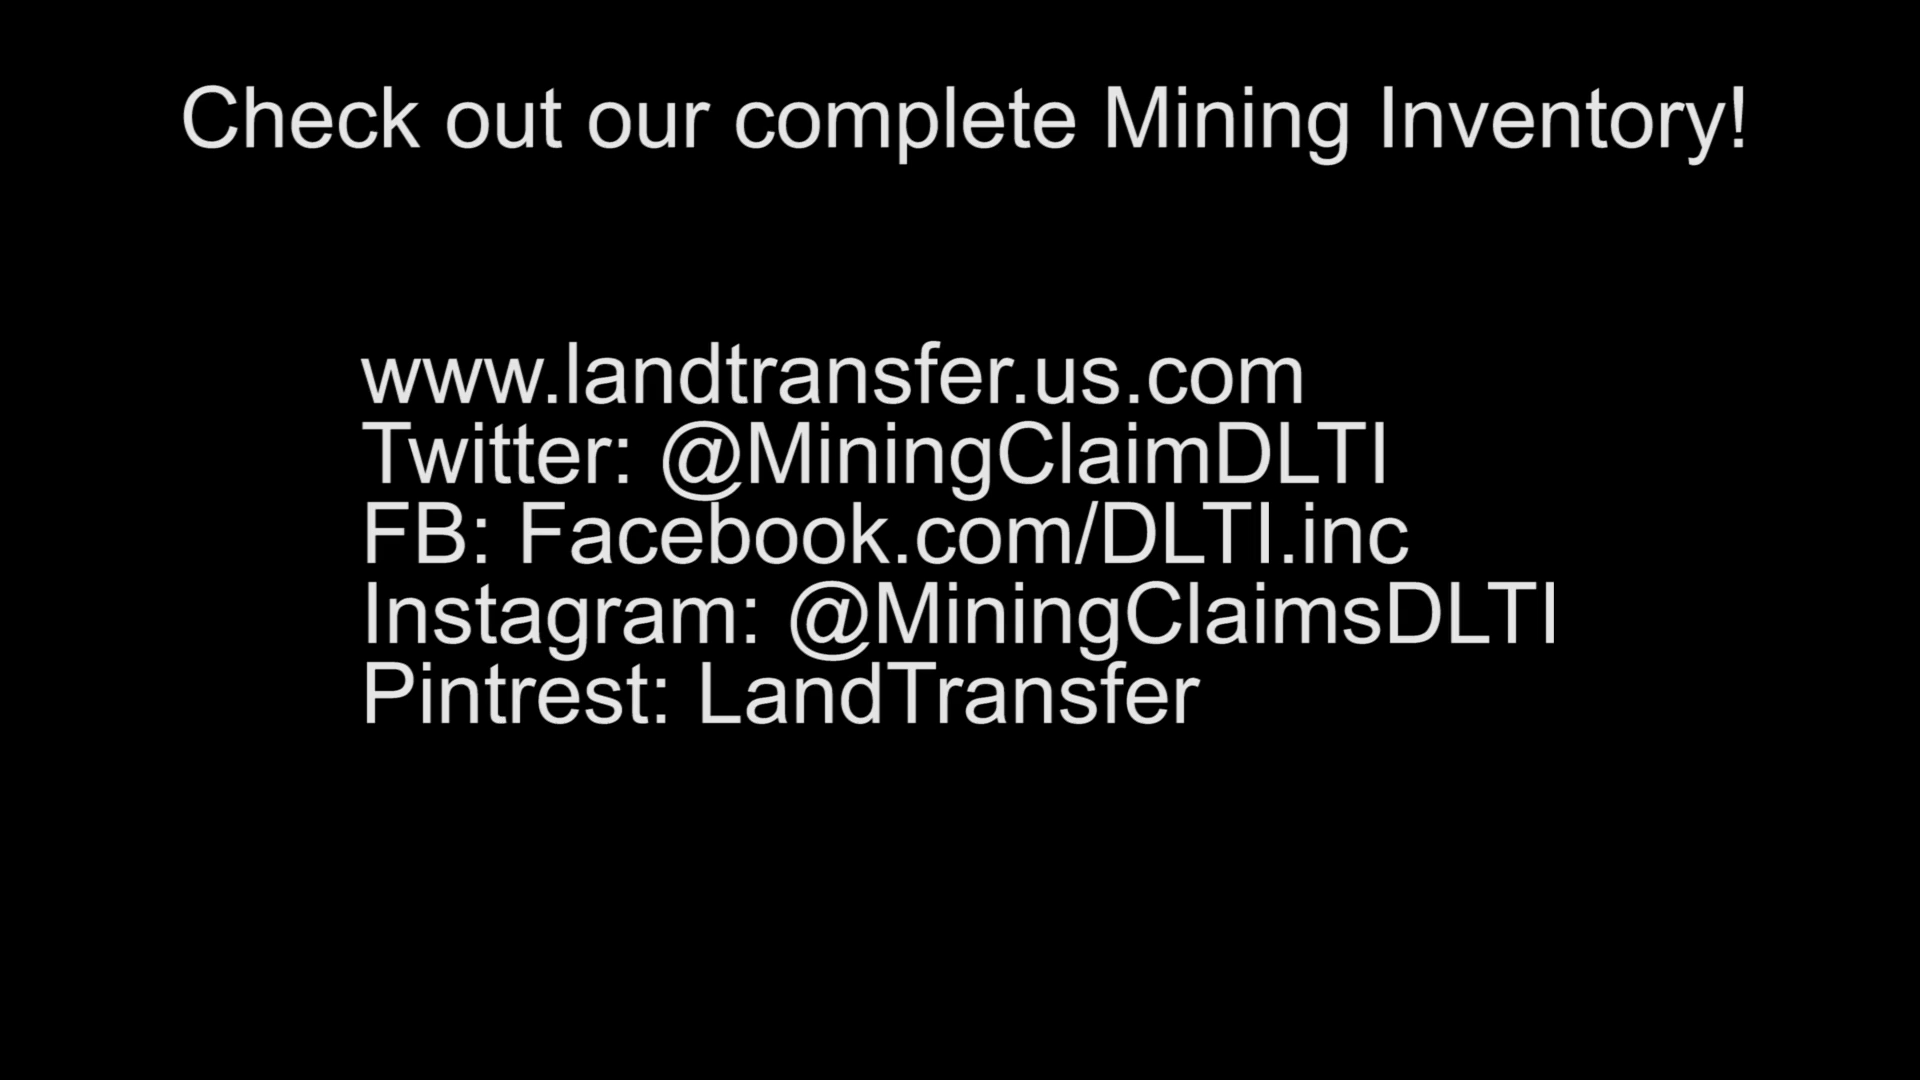 Check out our complete Mining Inventory!
www.landtransfer.us.com
Twitter: @MiningClaimDLTI
FB: Facebook.com/DLTI.inc
Instagram: @MiningClaimsDLTI
Pintrest: LandTransfer